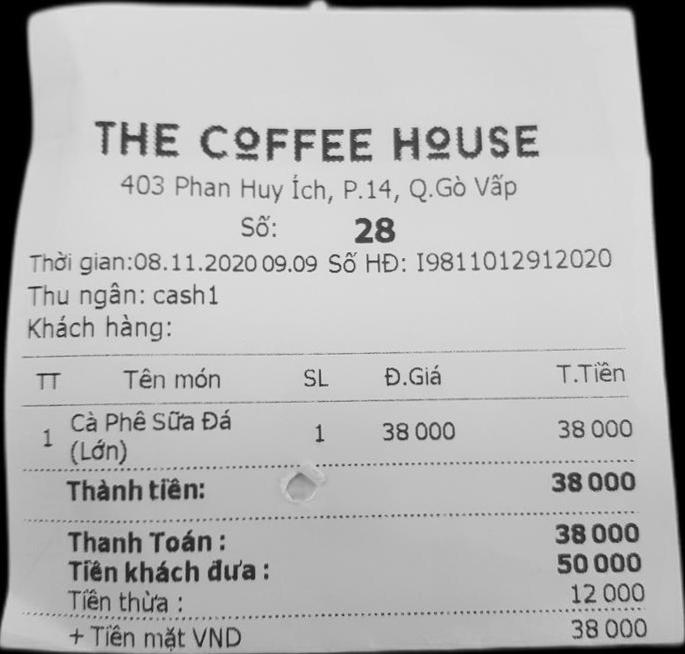 THE COFFEE HOUSE
403 Phan Huy Ích, P.14, Q.Gò Vấp
Số: 28
Thời gian:08.11.2020 09.09 Số HĐ: I9811012912020
Thu ngân: cash1
Khách hàng:
TT Tên món SL Đ.Giá T.Tiền
1 Cà Phê Sữa Đá (Lớn) 1 38 000 38 000
Thành tiền: 38 000
Thanh Toán : 38 000
Tiền khách đưa : 50 000
Tiền thừa : 12 000
+ Tiền mặt VND 38 000